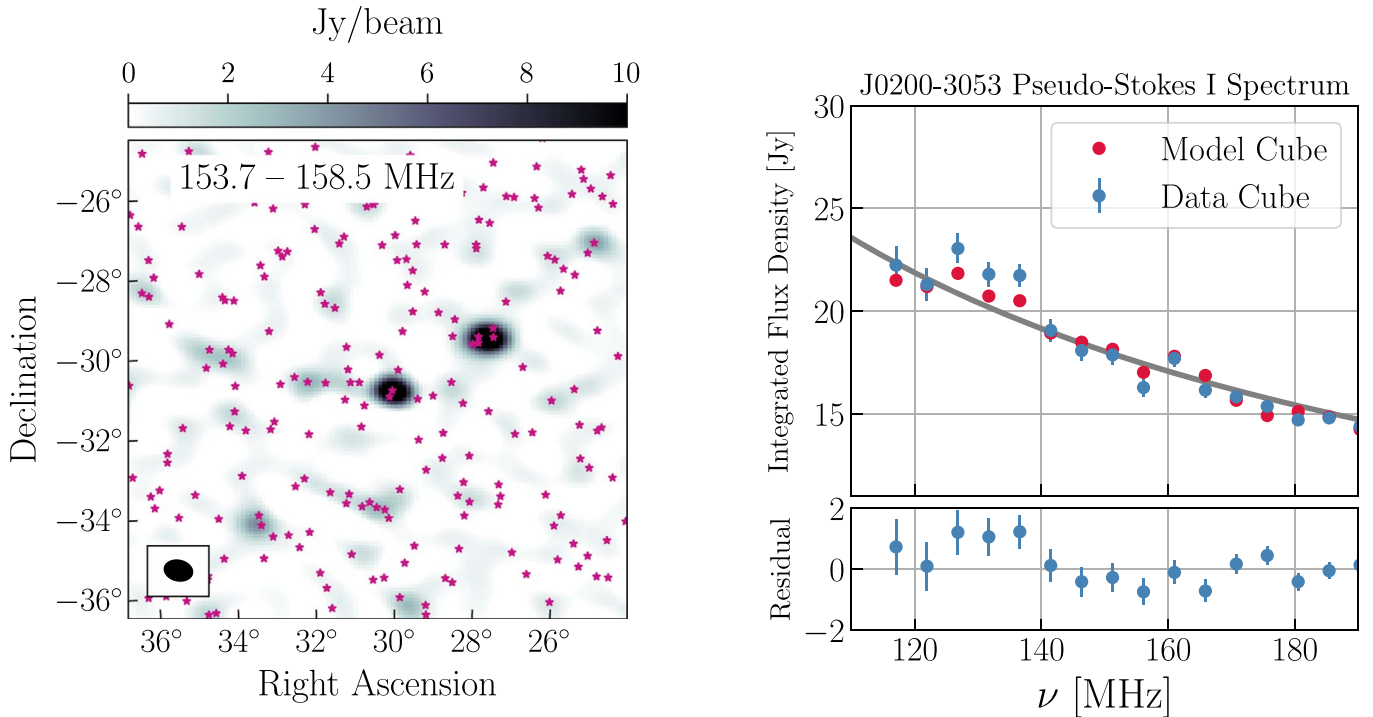 Jy/beam
0 2 4 6 8 10
153.7 – 158.5 MHz
−26°
−28°
−30°
−32°
−34°
−36°
Declination
36° 34° 32° 30° 28° 26°
Right Ascension
J0200-3053 Pseudo-Stokes I Spectrum
Model Cube
Data Cube
30
25
20
15
Integrated Flux Density [Jy]
2
0
−2
Residual
120 140 160 180
ν [MHz]